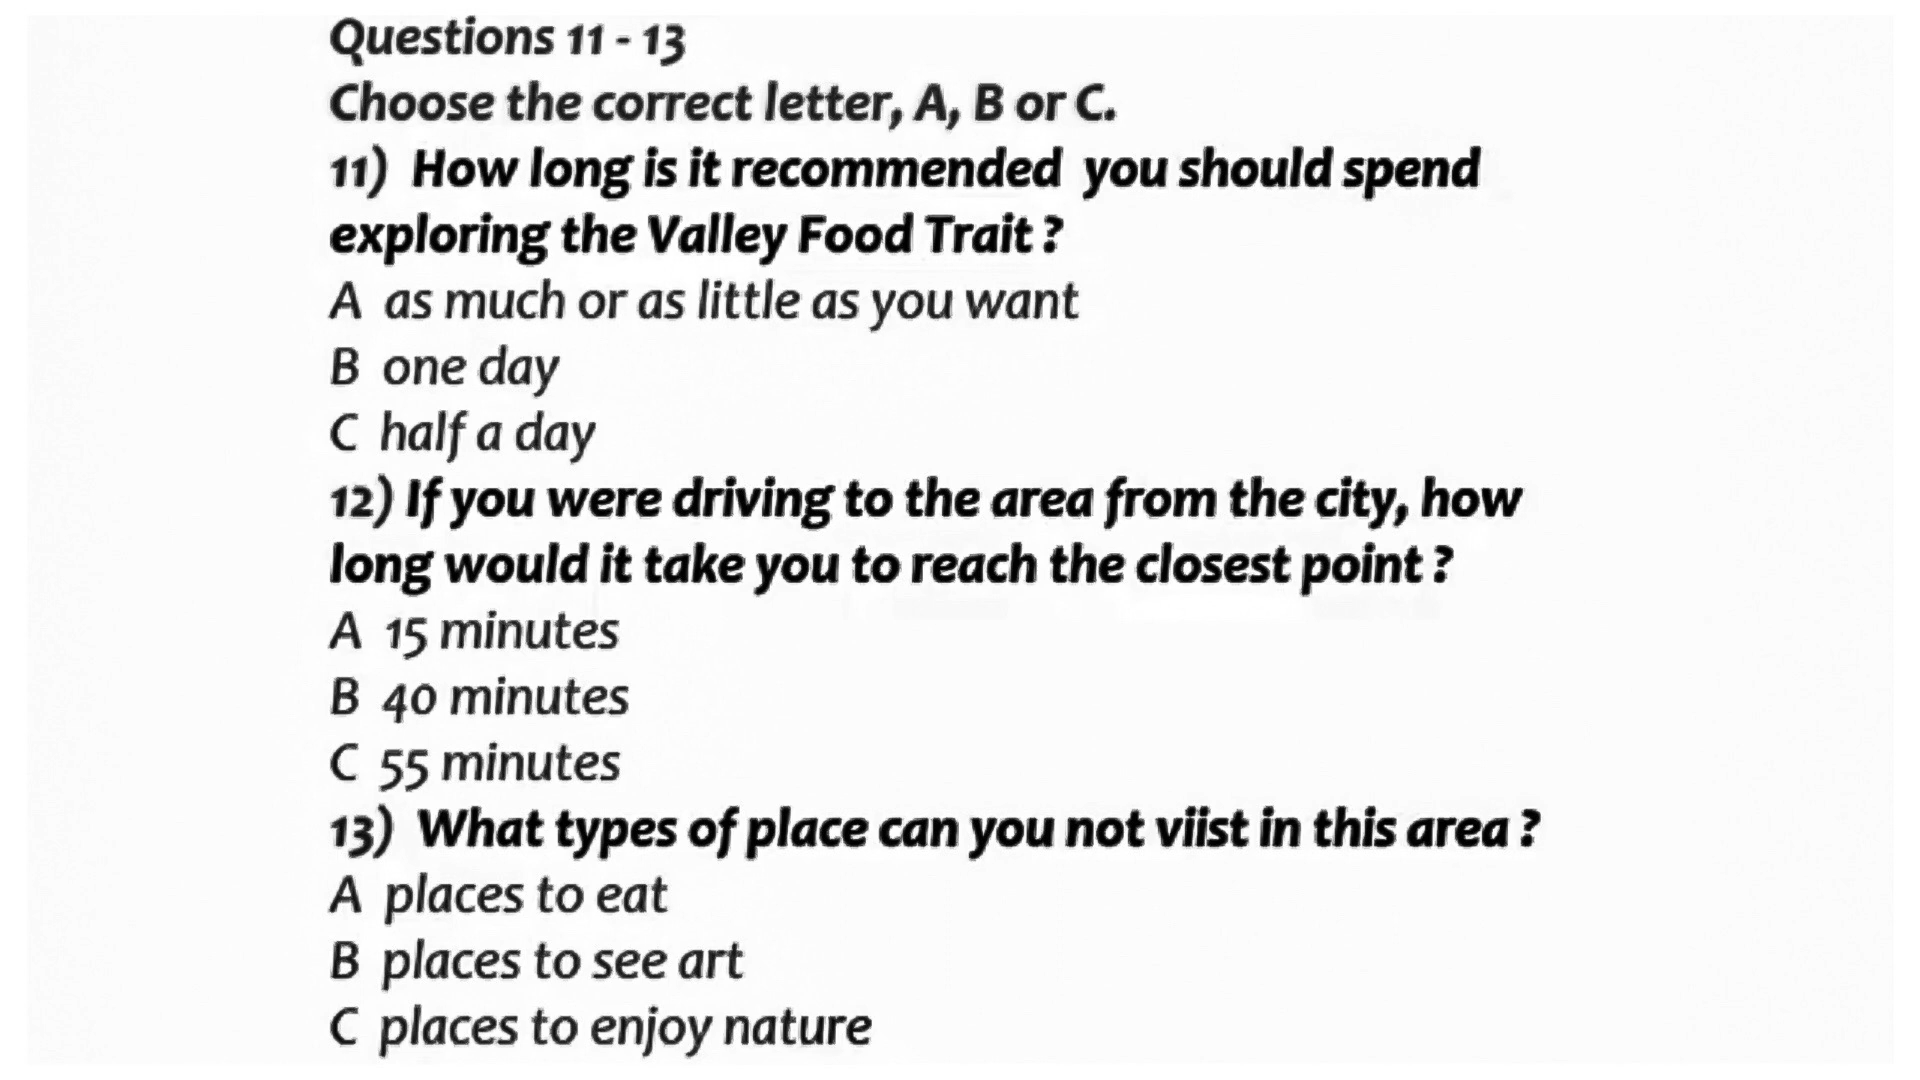 Questions 11 - 13
Choose the correct letter, A, B or C.
11) How long is it recommended you should spend
exploring the Valley Food Trait ?
A as much or as little as you want
B one day
C half a day
12) If you were driving to the area from the city, how
long would it take you to reach the closest point ?
A 15 minutes
B 40 minutes
C 55 minutes
13) What types of place can you not viist in this area ?
A places to eat
B places to see art
C places to enjoy nature